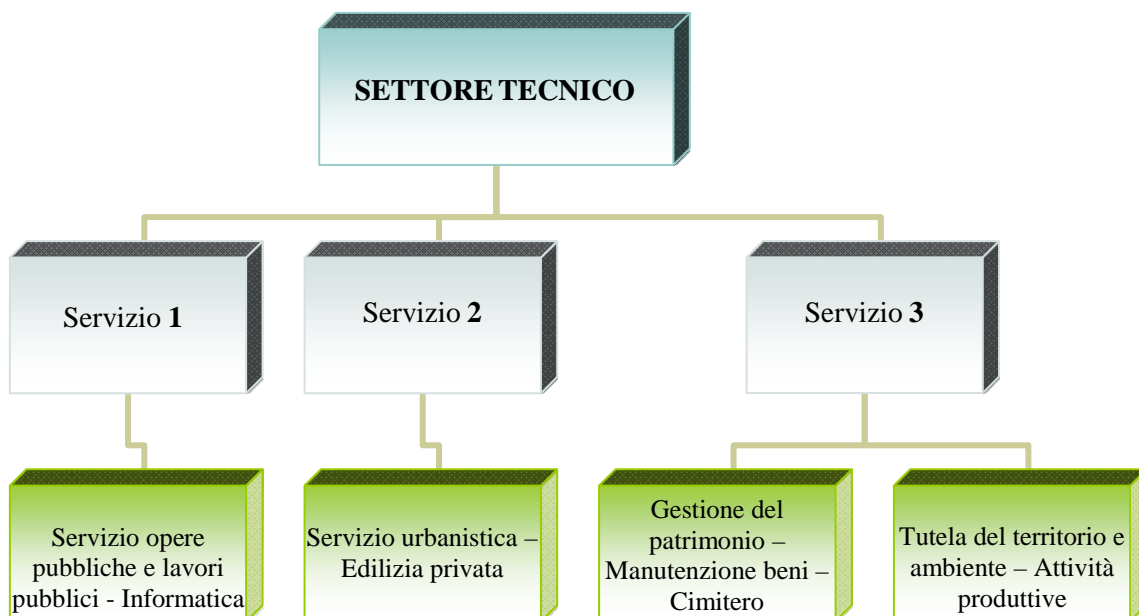 SETTORE TECNICO
Servizio 1
Servizio 2
Servizio 3
Servizio opere
pubbliche e lavori
pubblici - Informatica
Servizio urbanistica –
Edilizia privata
Gestione del
patrimonio –
Manutenzione beni –
Cimitero
Tutela del territorio e
ambiente – Attività
produttive